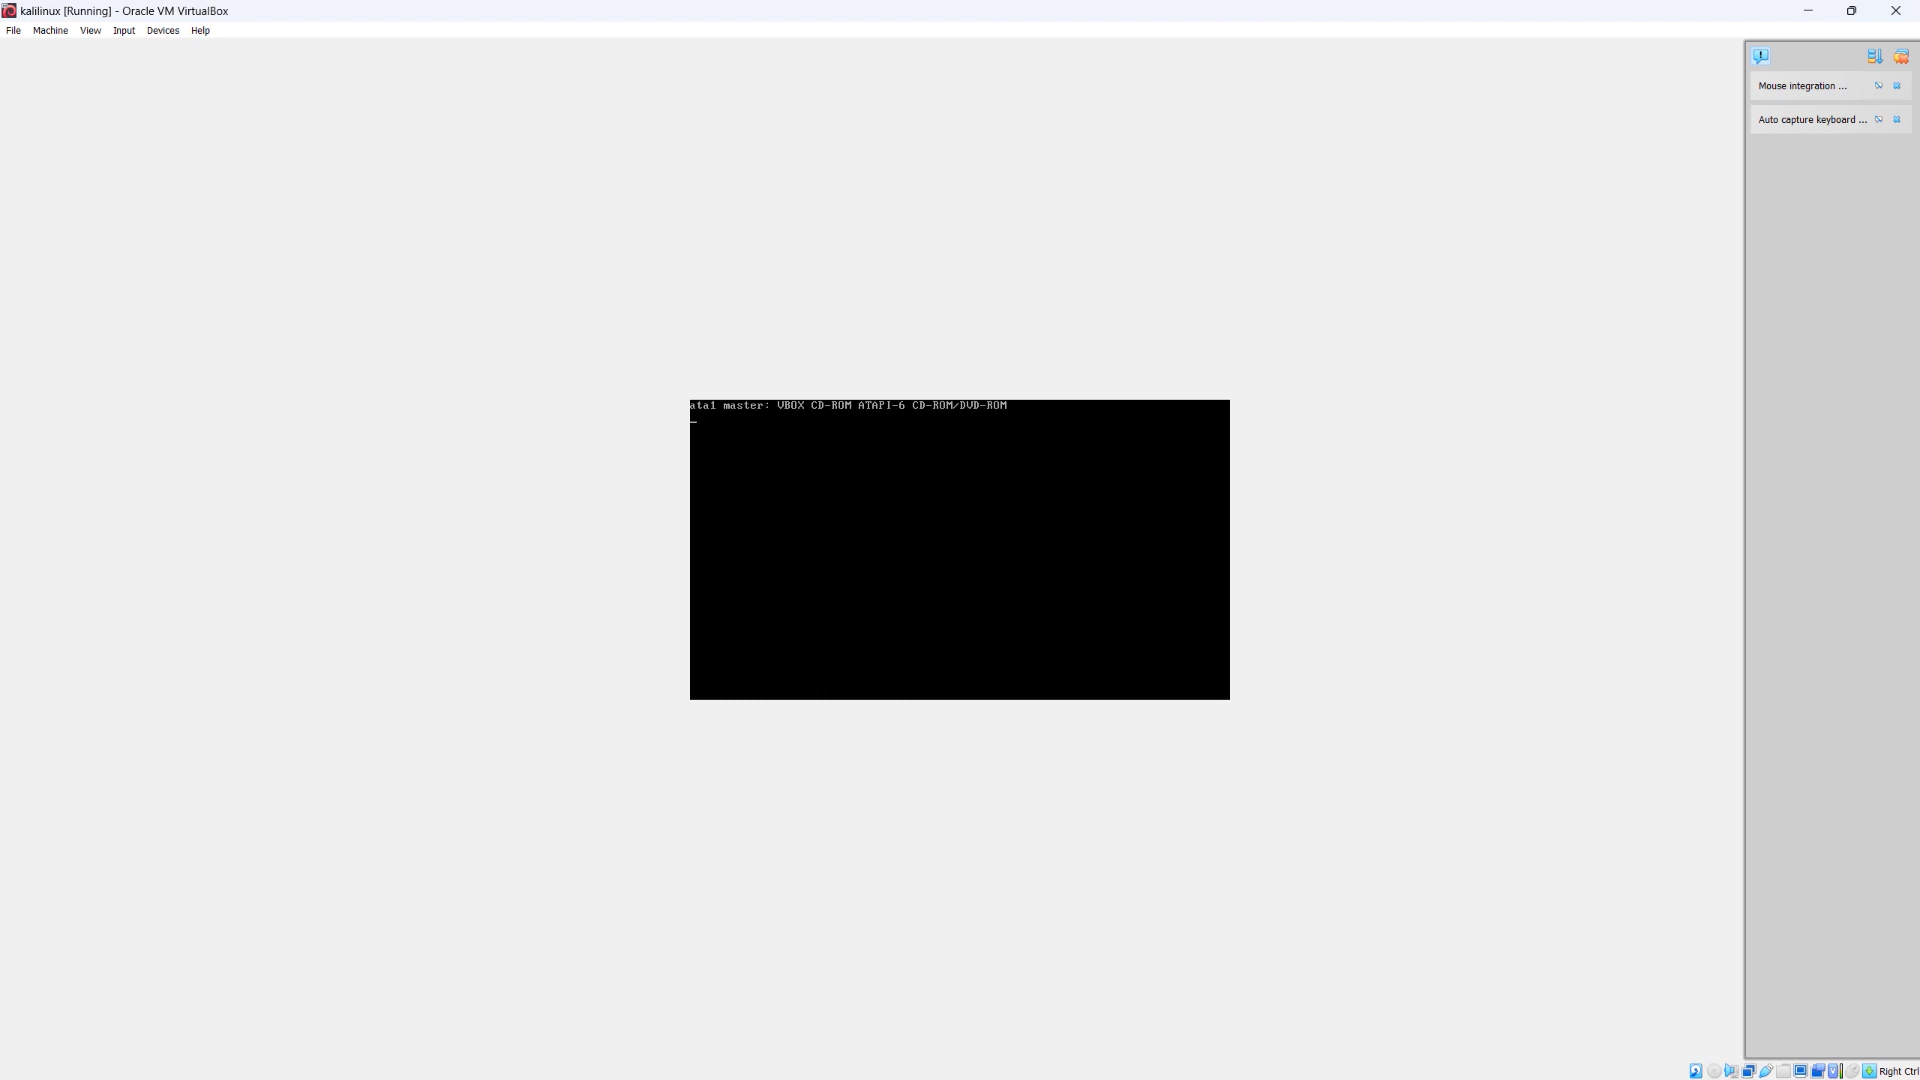 kalilinux [Running] - Oracle VM VirtualBox
File Machine View Input Devices Help
Mouse integration ...
Auto capture keyboard ...
ata1 master: VBOX CD-ROM ATAPI-6 CD-ROM/DVD-ROM
Right Ctrl